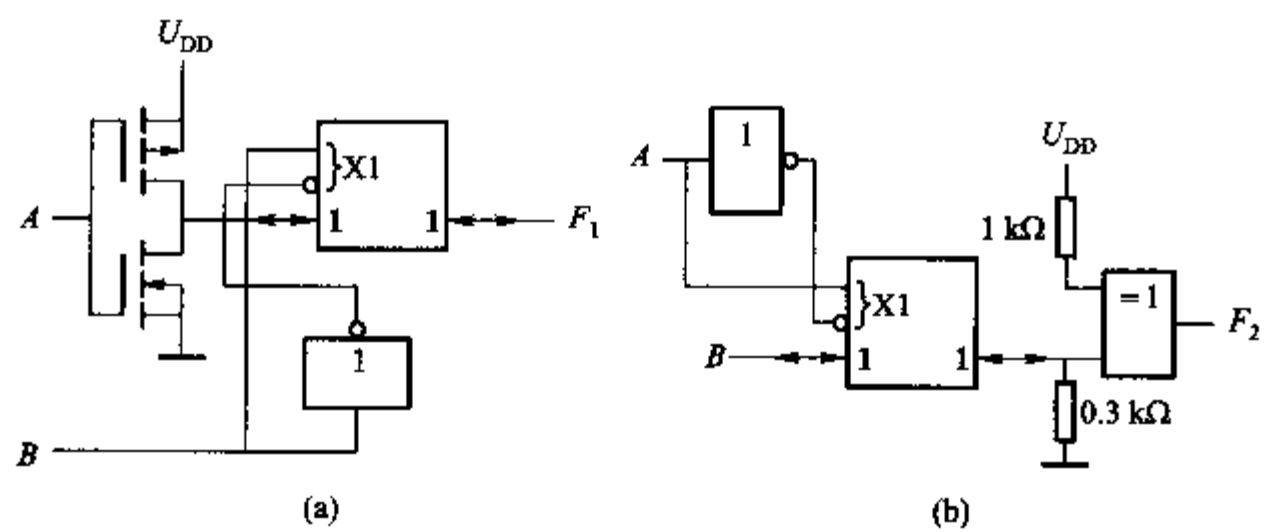 U_DD
A
}X1
1 1
F_1
1
B
(a)
1
A
U_DD
1 kΩ
= 1
}X1
F_2
B
1 1
0.3 kΩ
(b)